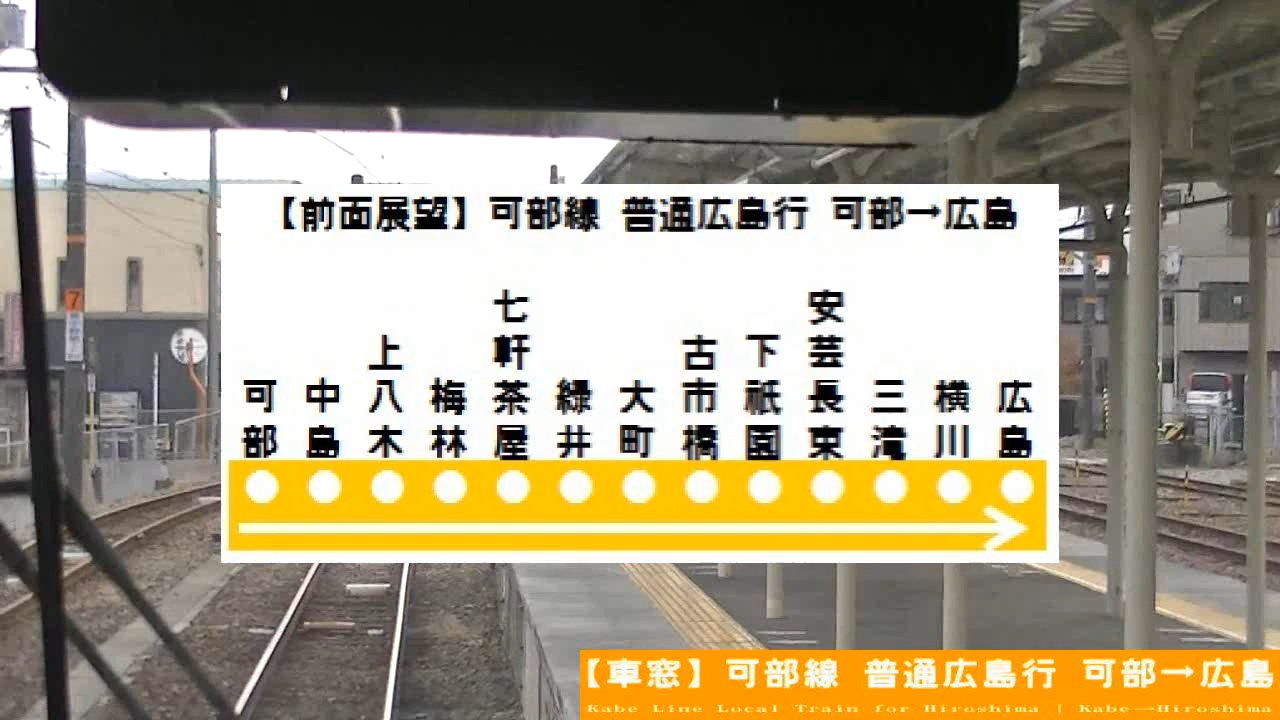 【前面展望】可部線 普通広島行 可部→広島
可部
中島
上八木
梅林
七軒茶屋
緑井
大町
古市橋
下祇園
安芸長束
三滝
横川
広島
7
【車窓】可部線 普通広島行 可部→広島
Kabe Line Local Train for Hiroshima | Kabe→Hiroshima